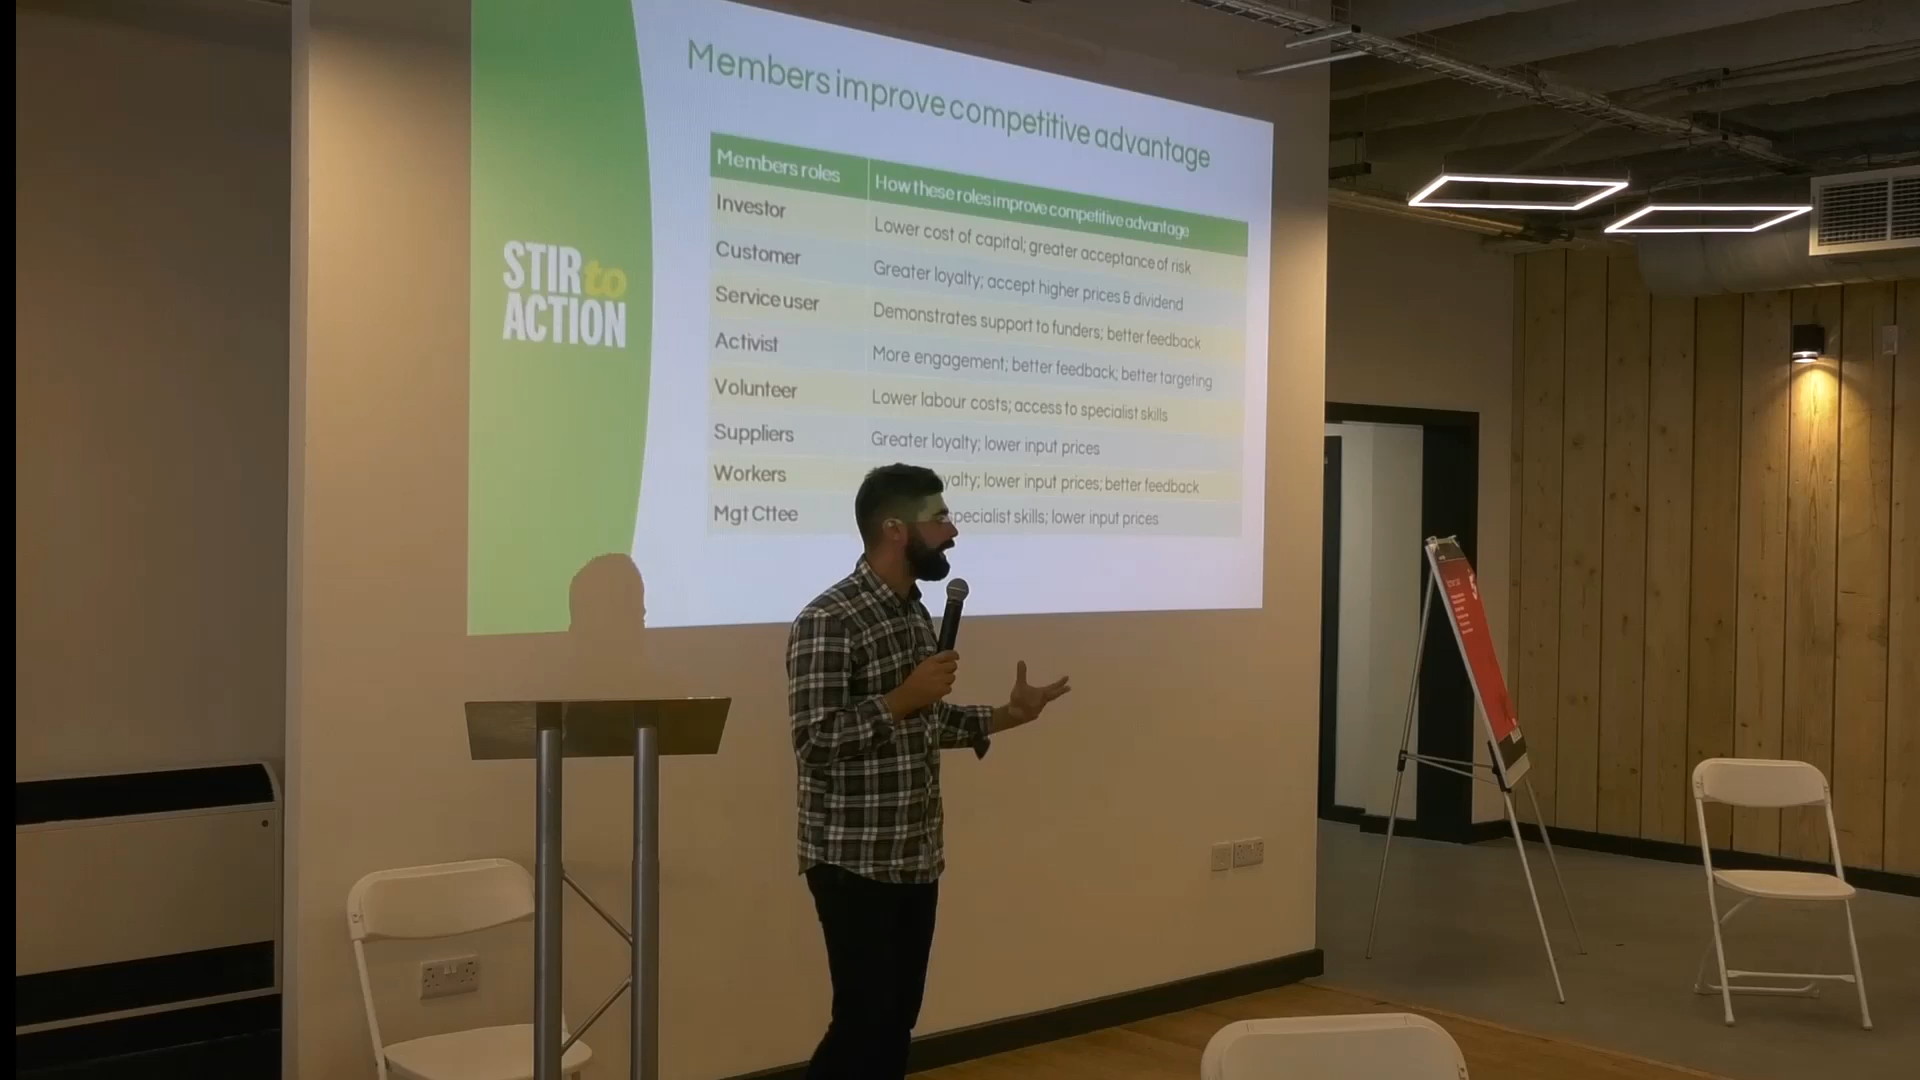 Members improve competitive advantage
Members roles How these roles improve competitive advantage
Investor Lower cost of capital; greater acceptance of risk
Customer Greater loyalty; accept higher prices & dividend
Service user Demonstrates support to funders; better feedback
Activist More engagement; better feedback; better targeting
Volunteer Lower labour costs; access to specialist skills
Suppliers Greater loyalty; lower input prices
Workers yalty; lower input prices; better feedback
Mgt Cttee specialist skills; lower input prices
STIR to
ACTION